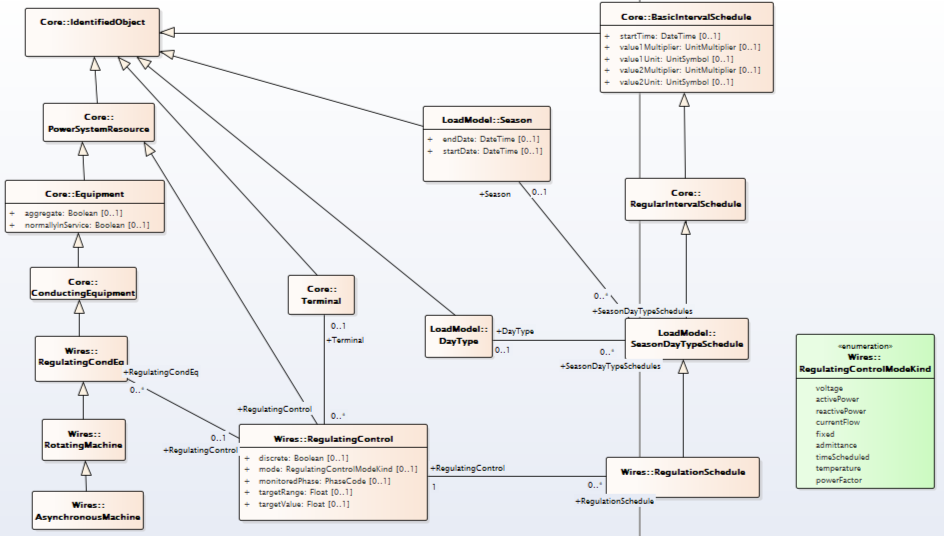 Core::IdentifiedObject
Core::BasicIntervalSchedule
+ startTime: DateTime [0..1]
+ value1Multiplier: UnitMultiplier [0..1]
+ value1Unit: UnitSymbol [0..1]
+ value2Multiplier: UnitMultiplier [0..1]
+ value2Unit: UnitSymbol [0..1]
Core::
PowerSystemResource
LoadModel::Season
+ endDate: DateTime [0..1]
+ startDate: DateTime [0..1]
+Season
0..1
Core::Equipment
+ aggregate: Boolean [0..1]
+ normallyInService: Boolean [0..1]
Core::
RegularIntervalSchedule
Core::
ConductingEquipment
Core::
Terminal
0..1
+Terminal
0..*
+SeasonDayTypeSchedules
LoadModel::
DayType
+DayType
0..1
0..*
+SeasonDayTypeSchedules
LoadModel::
SeasonDayTypeSchedule
Wires::
RegulatingCondEq
+RegulatingCondEq
0..*
«enumeration»
Wires::
RegulatingControlModeKind
voltage
activePower
reactivePower
currentFlow
fixed
admittance
timeScheduled
temperature
powerFactor
+RegulatingControl
0..*
0..1
+RegulatingControl
Wires::
RotatingMachine
Wires::RegulatingControl
+ discrete: Boolean [0..1]
+ mode: RegulatingControlModeKind [0..1]
+ monitoredPhase: PhaseCode [0..1]
+ targetRange: Float [0..1]
+ targetValue: Float [0..1]
+RegulatingControl
1
0..*
+RegulationSchedule
Wires::RegulationSchedule
Wires::
AsynchronousMachine